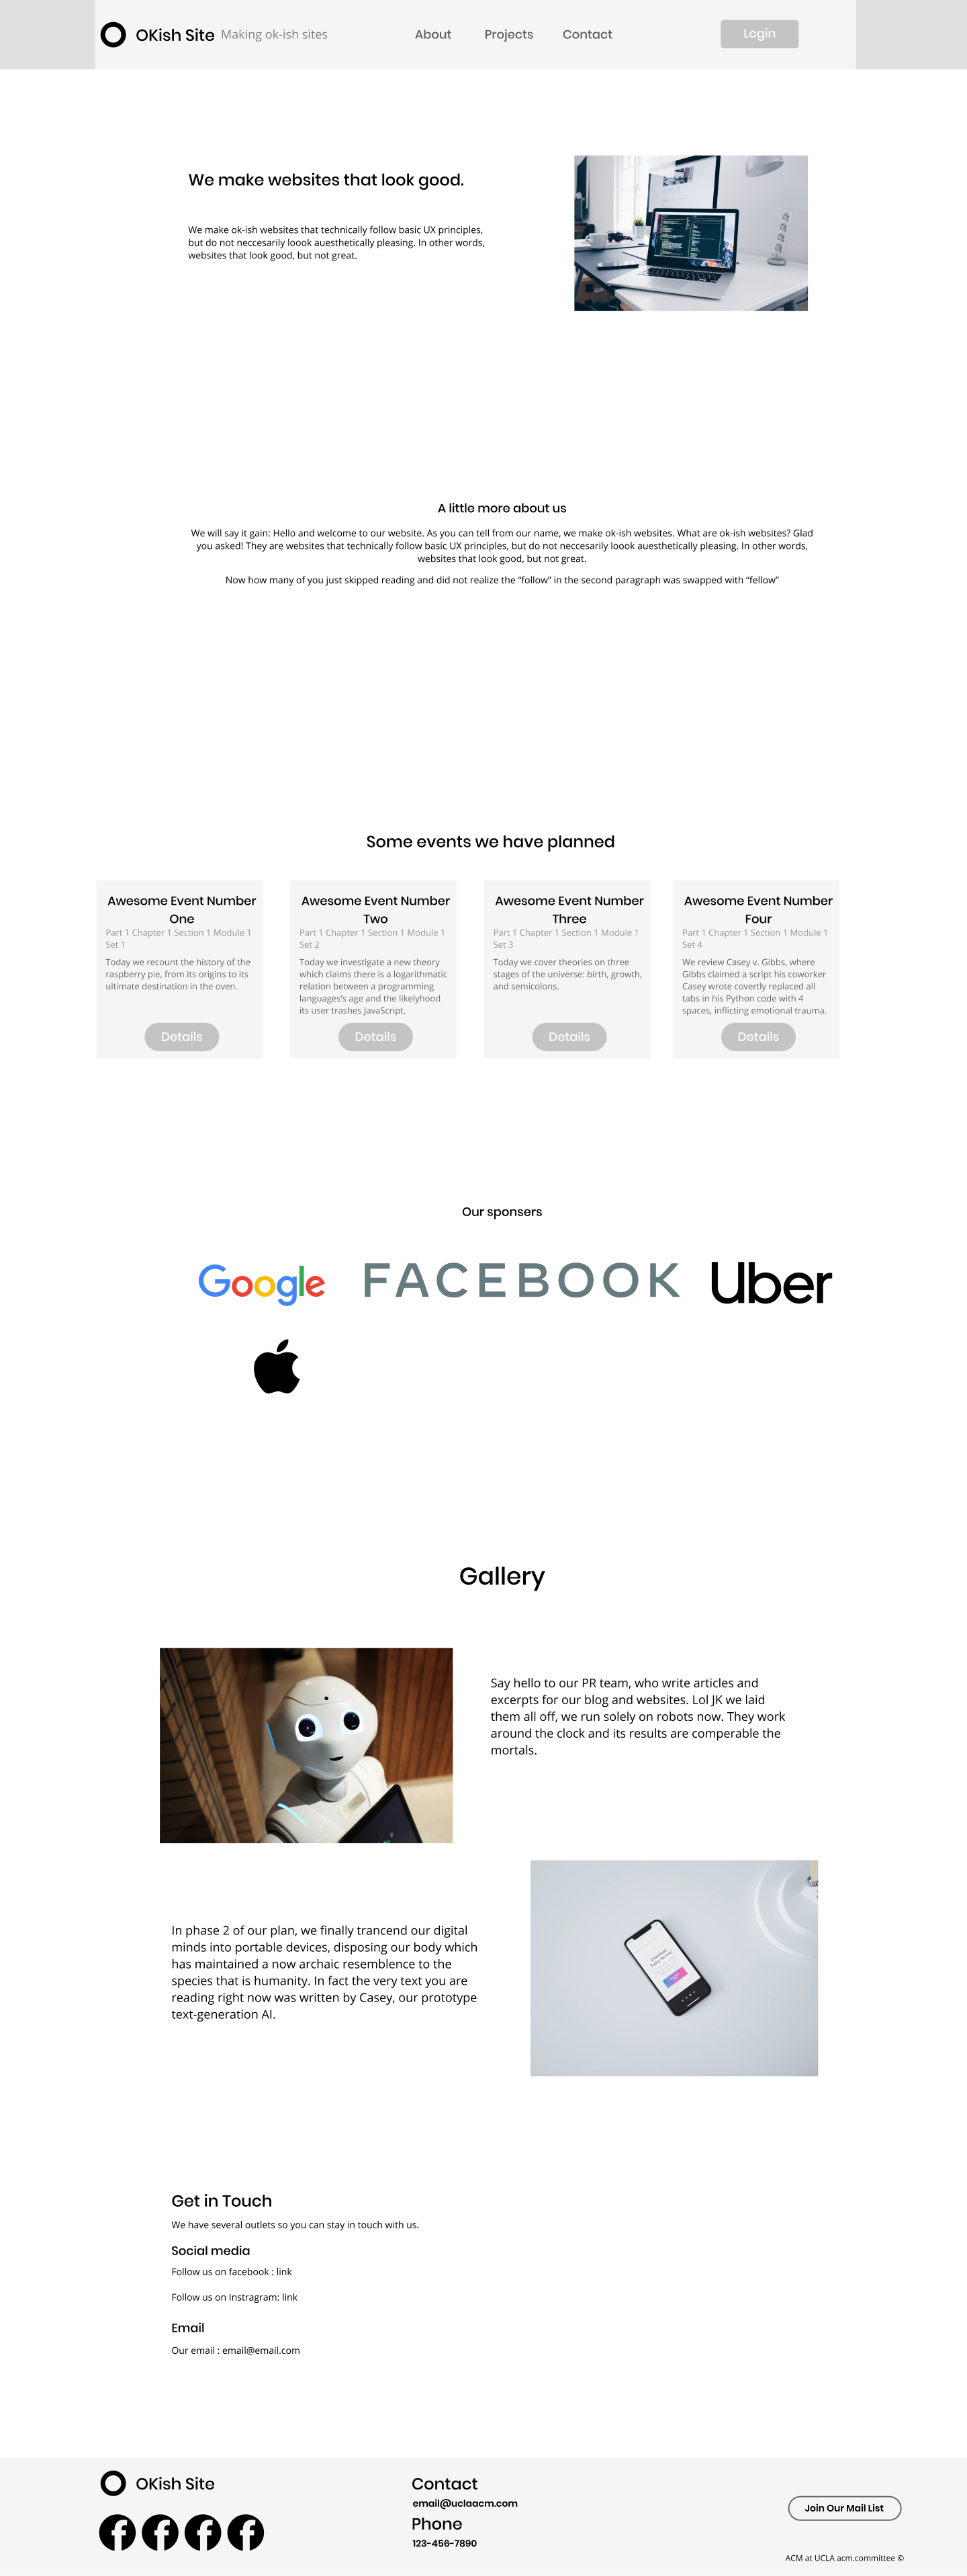 OKish Site Making ok-ish sites About Projects Contact Login
We make websites that look good.
We make ok-ish websites that technically follow basic UX principles,
but do not neccesarily loook auesthetically pleasing. In other words,
websites that look good, but not great.
A little more about us
We will say it gain: Hello and welcome to our website. As you can tell from our name, we make ok-ish websites. What are ok-ish websites? Glad
you asked! They are websites that technically follow basic UX principles, but do not neccesarily loook auesthetically pleasing. In other words,
websites that look good, but not great.
Now how many of you just skipped reading and did not realize the “follow” in the second paragraph was swapped with “fellow”
Some events we have planned
Awesome Event Number
One
Part 1 Chapter 1 Section 1 Module 1
Set 1
Today we recount the history of the
raspberry pie, from its origins to its
ultimate destination in the oven.
Details
Awesome Event Number
Two
Part 1 Chapter 1 Section 1 Module 1
Set 2
Today we investigate a new theory
which claims there is a logarithmatic
relation between a programming
languages's age and the likelyhood
its user trashes JavaScript.
Details
Awesome Event Number
Three
Part 1 Chapter 1 Section 1 Module 1
Set 3
Today we cover theories on three
stages of the universe: birth, growth,
and semicolons.
Details
Awesome Event Number
Four
Part 1 Chapter 1 Section 1 Module 1
Set 4
We review Casey v. Gibbs, where
Gibbs claimed a script his coworker
Casey wrote covertly replaced all
tabs in his Python code with 4
spaces, inflicting emotional trauma.
Details
Our sponsers
Google FACEBOOK Uber
Gallery
Say hello to our PR team, who write articles and
excerpts for our blog and websites. Lol JK we laid
them all off, we run solely on robots now. They work
around the clock and its results are comperable the
mortals.
In phase 2 of our plan, we finally trancend our digital
minds into portable devices, disposing our body which
has maintained a now archaic resemblence to the
species that is humanity. In fact the very text you are
reading right now was written by Casey, our prototype
text-generation AI.
Get in Touch
We have several outlets so you can stay in touch with us.
Social media
Follow us on facebook : link
Follow us on Instragram: link
Email
Our email : email@email.com
OKish Site
Contact
email@uclaacm.com
Phone
123-456-7890
Join Our Mail List
ACM at UCLA acm.committee ©